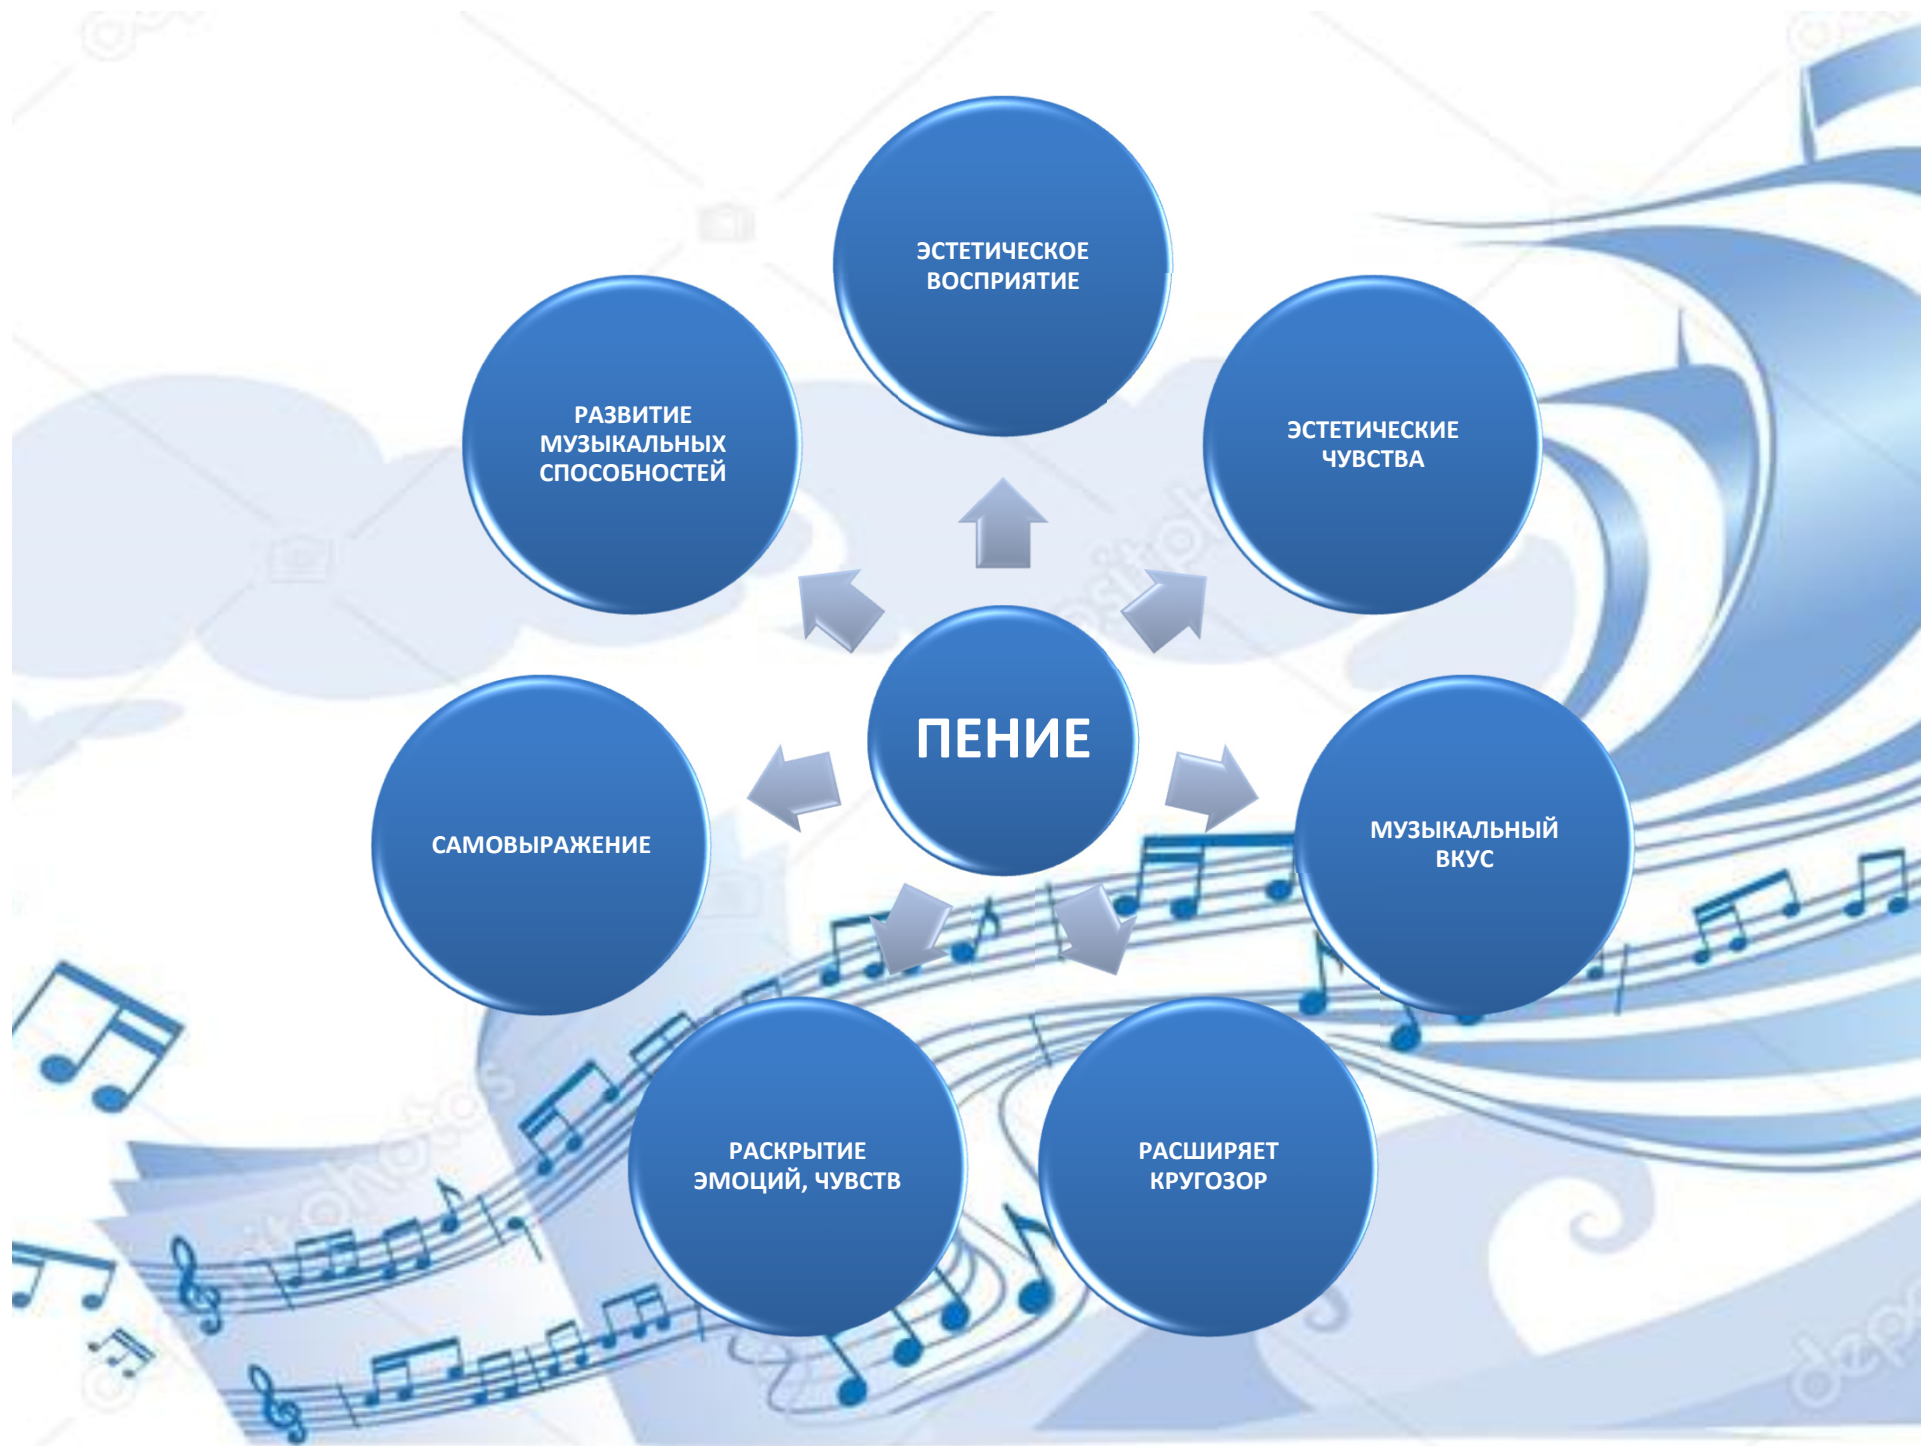 ЭСТЕТИЧЕСКОЕ
ВОСПРИЯТИЕ
РАЗВИТИЕ
МУЗЫКАЛЬНЫХ
СПОСОБНОСТЕЙ
ЭСТЕТИЧЕСКИЕ
ЧУВСТВА
ПЕНИЕ
САМОВЫРАЖЕНИЕ
МУЗЫКАЛЬНЫЙ
ВКУС
РАСКРЫТИЕ
ЭМОЦИЙ, ЧУВСТВ
РАСШИРЯЕТ
КРУГОЗОР